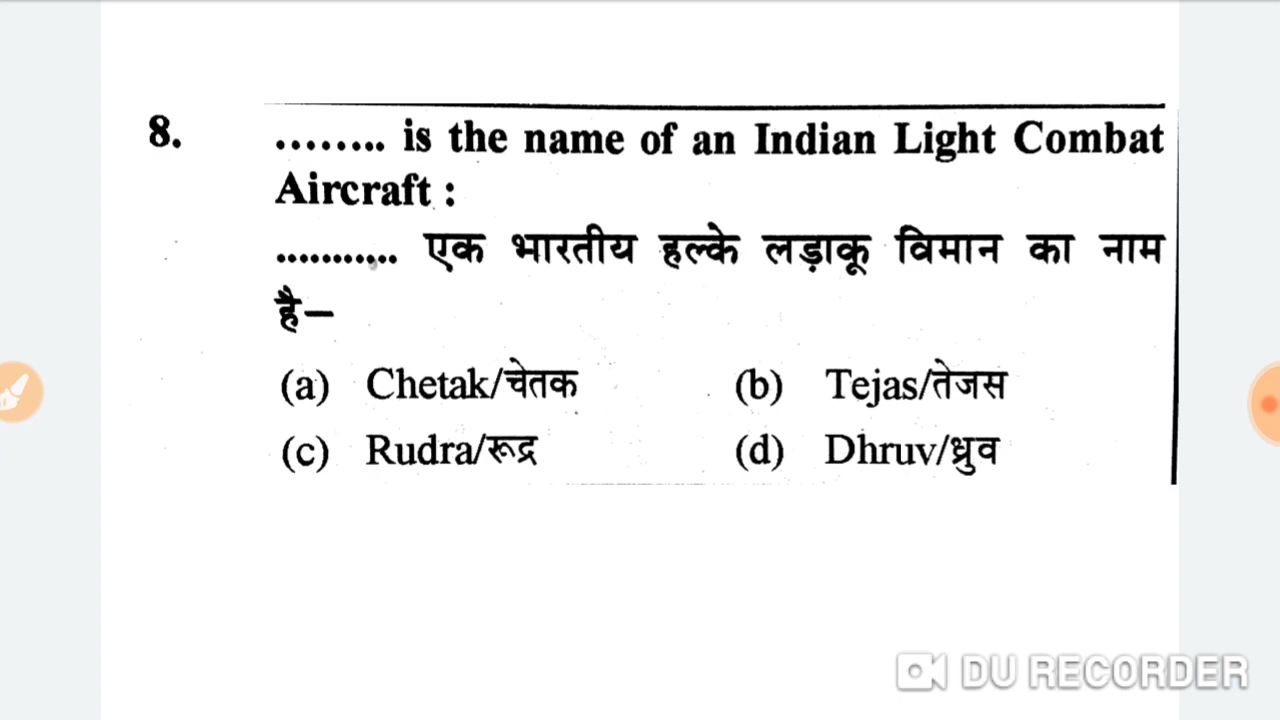 8. ........ is the name of an Indian Light Combat
Aircraft :
........... एक भारतीय हल्के लड़ाकू विमान का नाम
है–
(a) Chetak/चेतक (b) Tejas/तेजस
(c) Rudra/रूद्र (d) Dhruv/ध्रुव
DU RECORDER